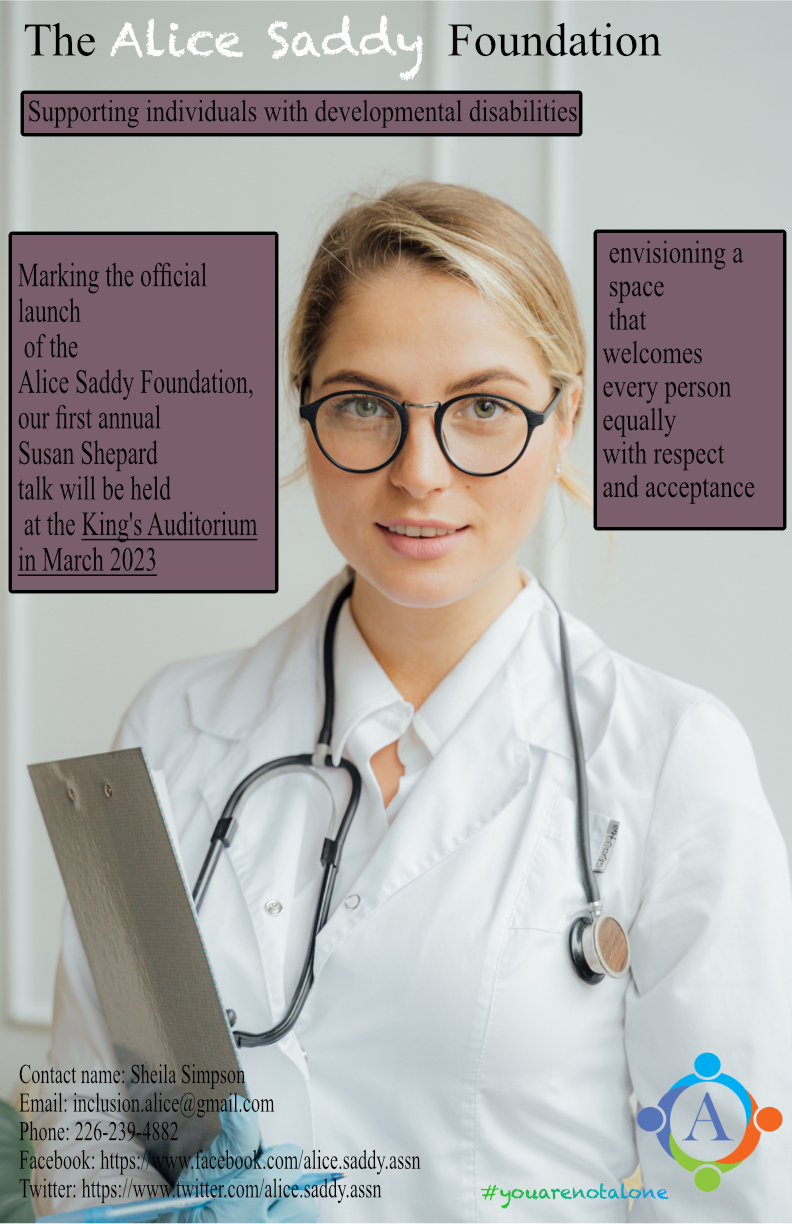 The Alice Saddy Foundation
Supporting individuals with developmental disabilities
Marking the official
launch
of the
Alice Saddy Foundation,
our first annual
Susan Shepard
talk will be held
at the King's Auditorium
in March 2023
envisioning a
space
that
welcomes
every person
equally
with respect
and acceptance
Contact name: Sheila Simpson
Email: inclusion.alice@gmail.com
Phone: 226-239-4882
Facebook: https://www.facebook.com/alice.saddy.assn
Twitter: https://www.twitter.com/alice.saddy.assn
A
#youarenotalone